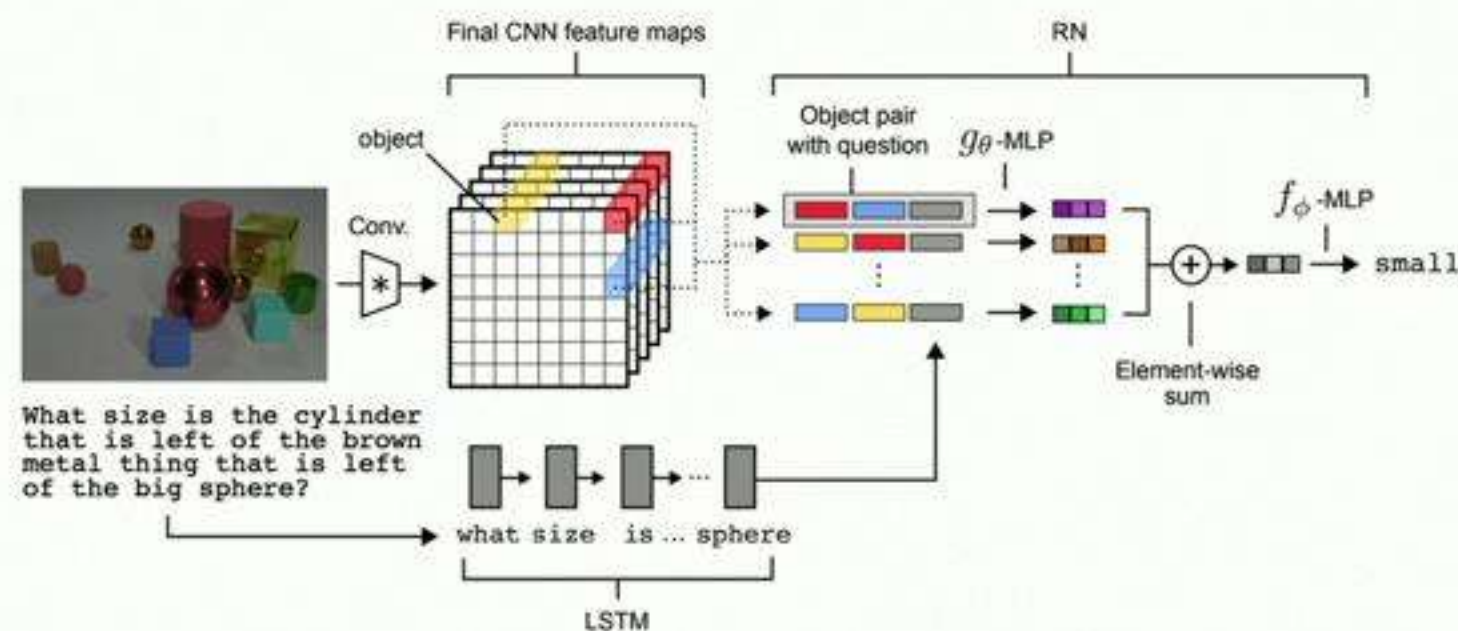 Final CNN feature maps
RN
object
Object pair
with question
g_θ-MLP
Conv.
*
f_ϕ-MLP
+
small
Element-wise
sum
What size is the cylinder
that is left of the brown
metal thing that is left
of the big sphere?
...
what size is ... sphere
LSTM